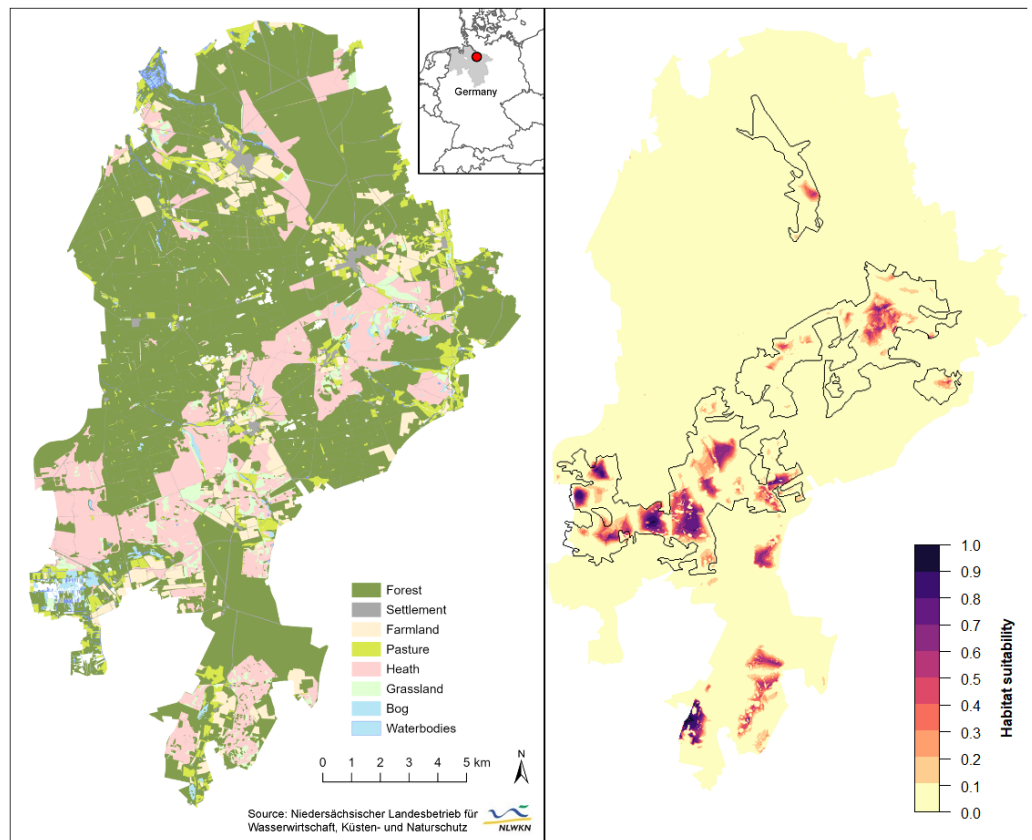 Germany
Forest
Settlement
Farmland
Pasture
Heath
Grassland
Bog
Waterbodies
N
0 1 2 3 4 5 km
Source: Niedersächsischer Landesbetrieb für
Wasserwirtschaft, Küsten- und Naturschutz
NLWKN
1.0
0.9
0.8
0.7
0.6
0.5
0.4
0.3
0.2
0.1
0.0
Habitat suitability